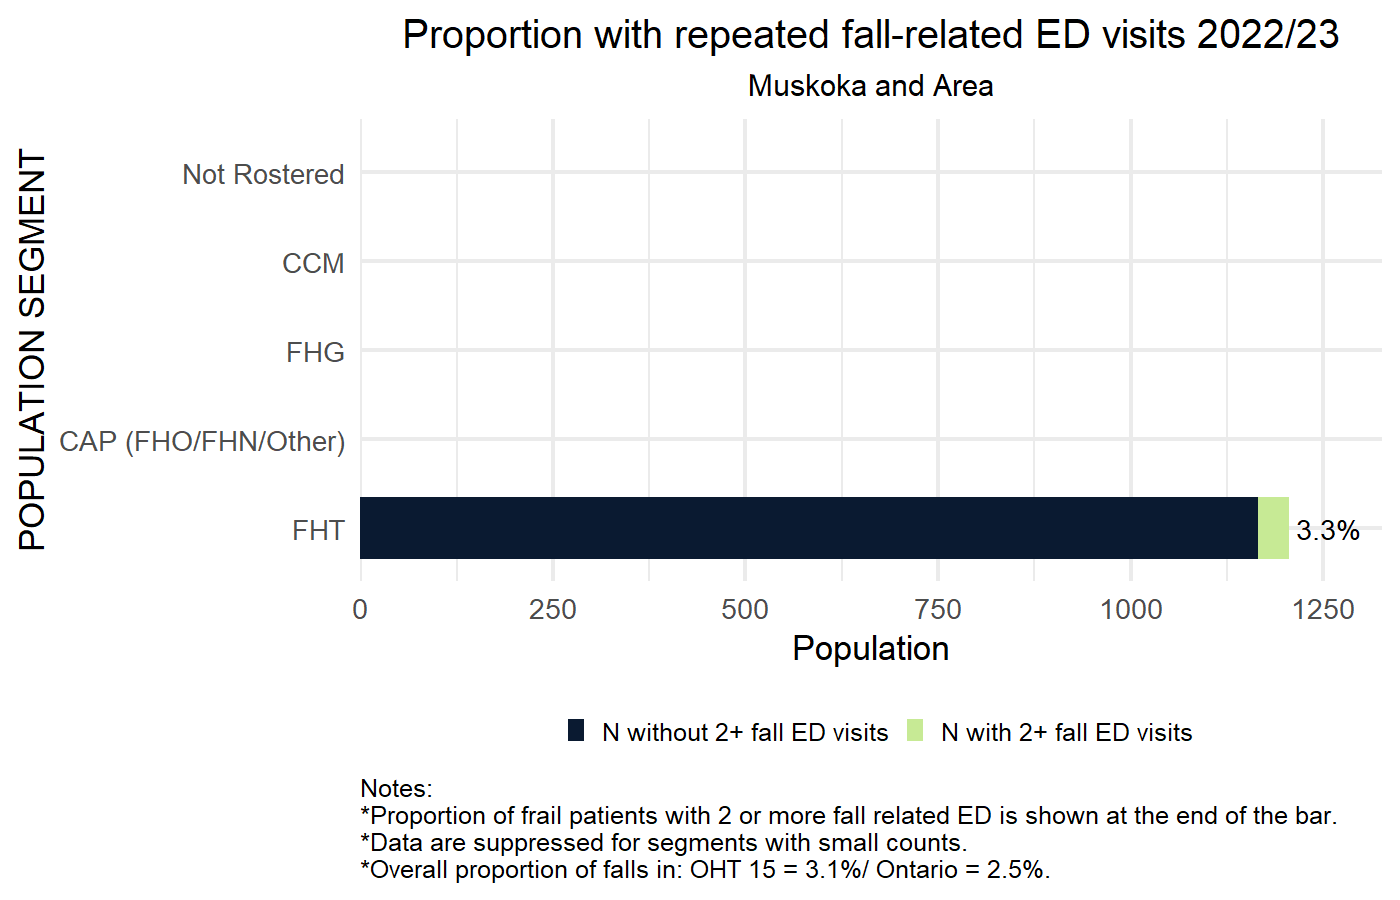 Proportion with repeated fall-related ED visits 2022/23
Muskoka and Area
POPULATION SEGMENT
Not Rostered
CCM
FHG
CAP (FHO/FHN/Other)
FHT
3.3%
0 250 500 750 1000 1250
Population
N without 2+ fall ED visits N with 2+ fall ED visits
Notes:
*Proportion of frail patients with 2 or more fall related ED is shown at the end of the bar.
*Data are suppressed for segments with small counts.
*Overall proportion of falls in: OHT 15 = 3.1%/ Ontario = 2.5%.